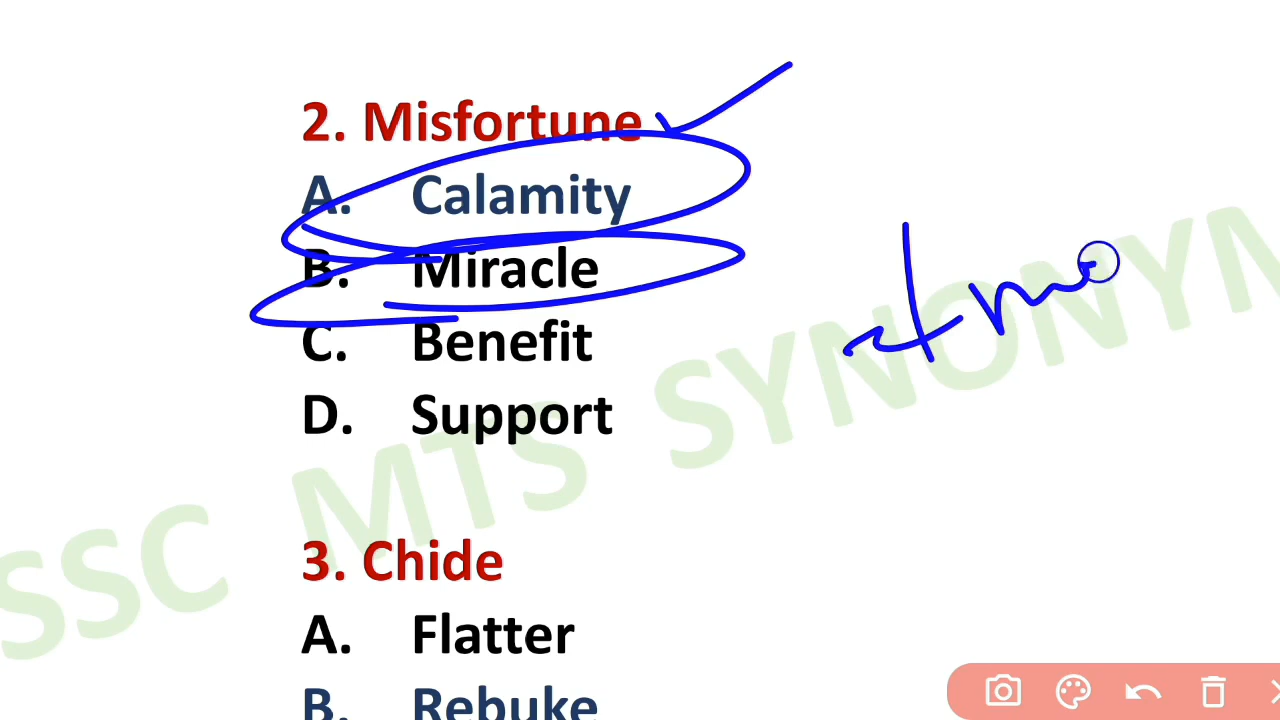 2. Misfortune
A. Calamity
B. Miracle
C. Benefit
D. Support
SSC MTS SYNONYM
3. Chide
A. Flatter
B. Rebuke